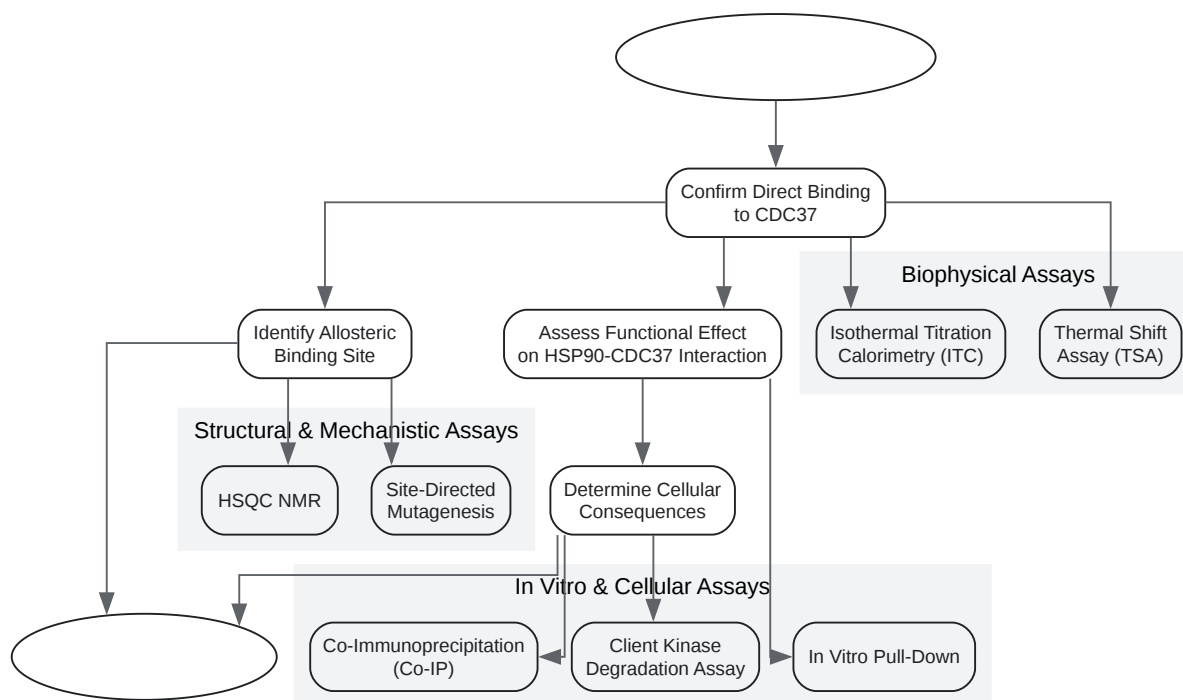 Confirm Direct Binding
to CDC37
Biophysical Assays
Identify Allosteric
Binding Site
Assess Functional Effect
on HSP90-CDC37 Interaction
Isothermal Titration
Calorimetry (ITC)
Thermal Shift
Assay (TSA)
Structural & Mechanistic Assays
HSQC NMR
Site-Directed
Mutagenesis
Determine Cellular
Consequences
In Vitro & Cellular Assays
Co-Immunoprecipitation
(Co-IP)
Client Kinase
Degradation Assay
In Vitro Pull-Down